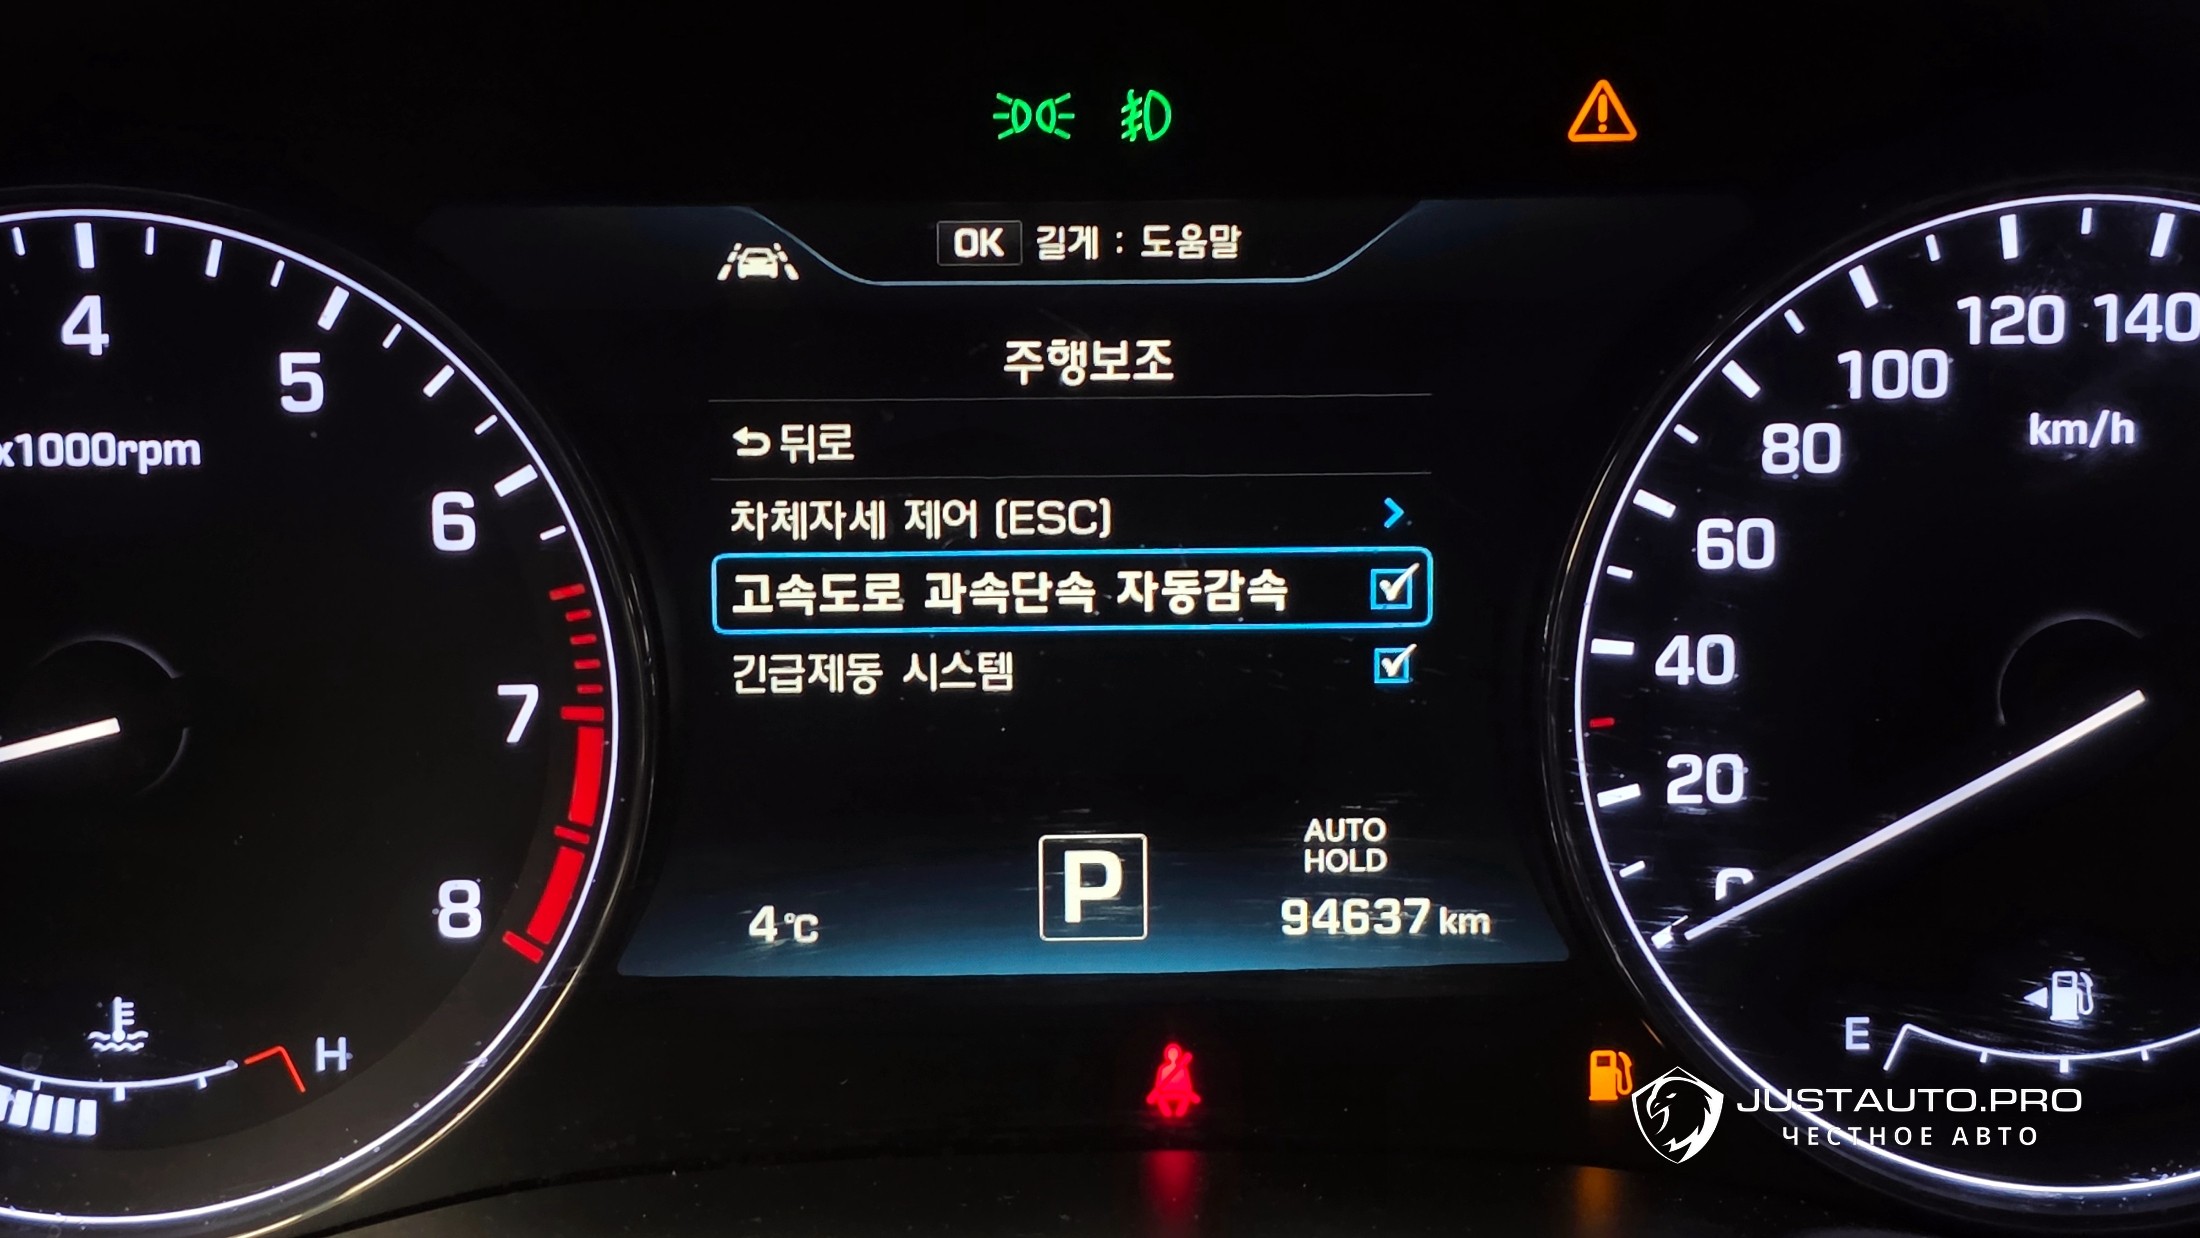 OK 길게 : 도움말
주행보조
뒤로
차체자세 제어 (ESC)
고속도로 과속단속 자동감속
긴급제동 시스템
AUTO
HOLD
P
4°C
94637 km
4
5
x1000rpm
6
7
8
H
140
120
100
km/h
80
60
40
20
E
JUSTAUTO.PRO
ЧЕСТНОЕ АВТО